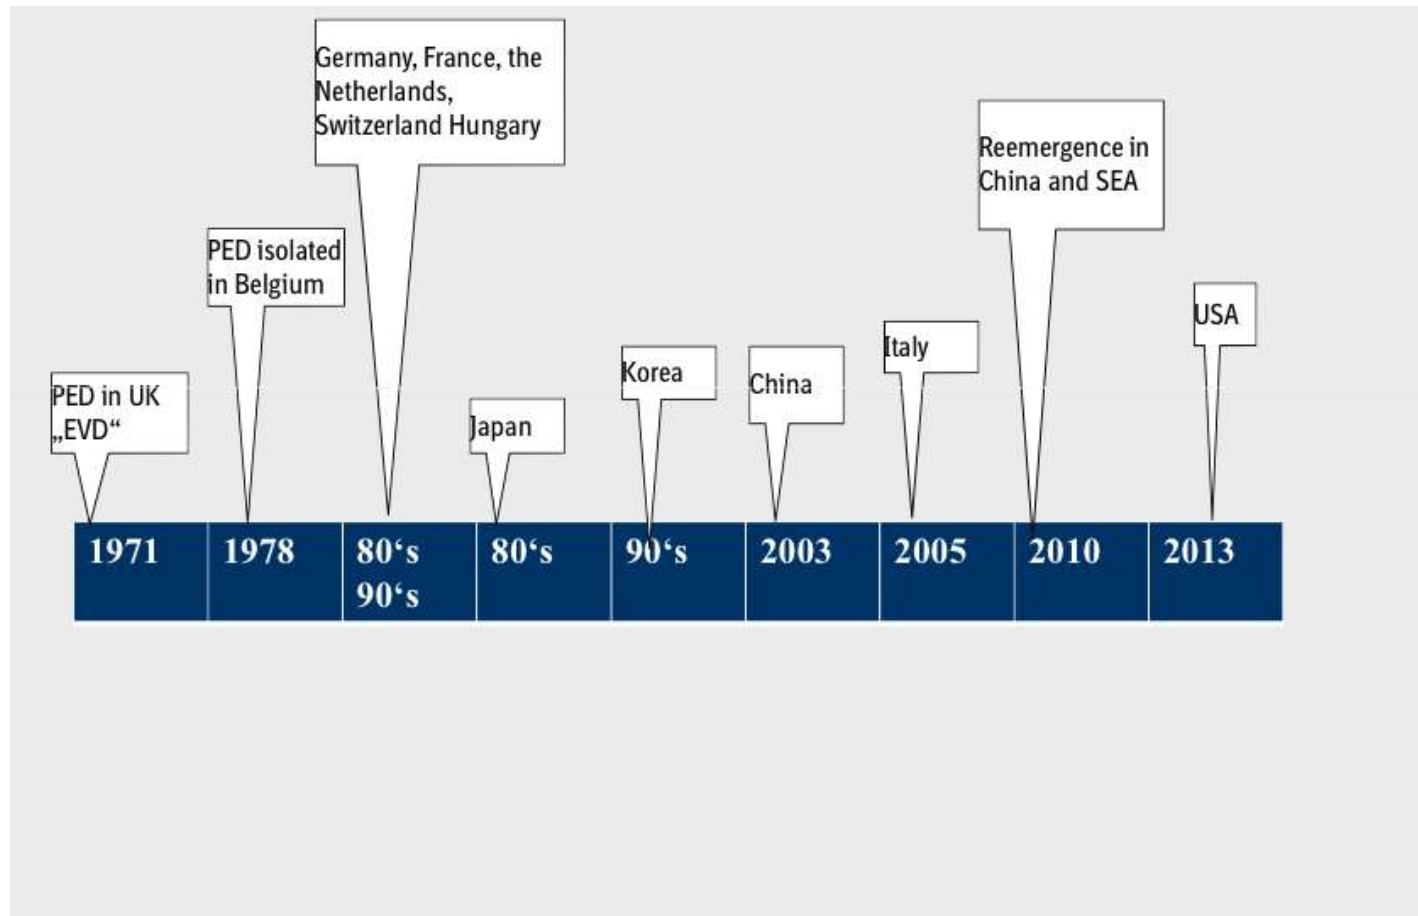 Germany, France, the
Netherlands,
Switzerland Hungary
Reemergence in
China and SEA
PED isolated
in Belgium
USA
Italy
Korea
China
PED in UK
„EVD“
Japan
1971
1978
80‘s
90‘s
80‘s
90‘s
2003
2005
2010
2013